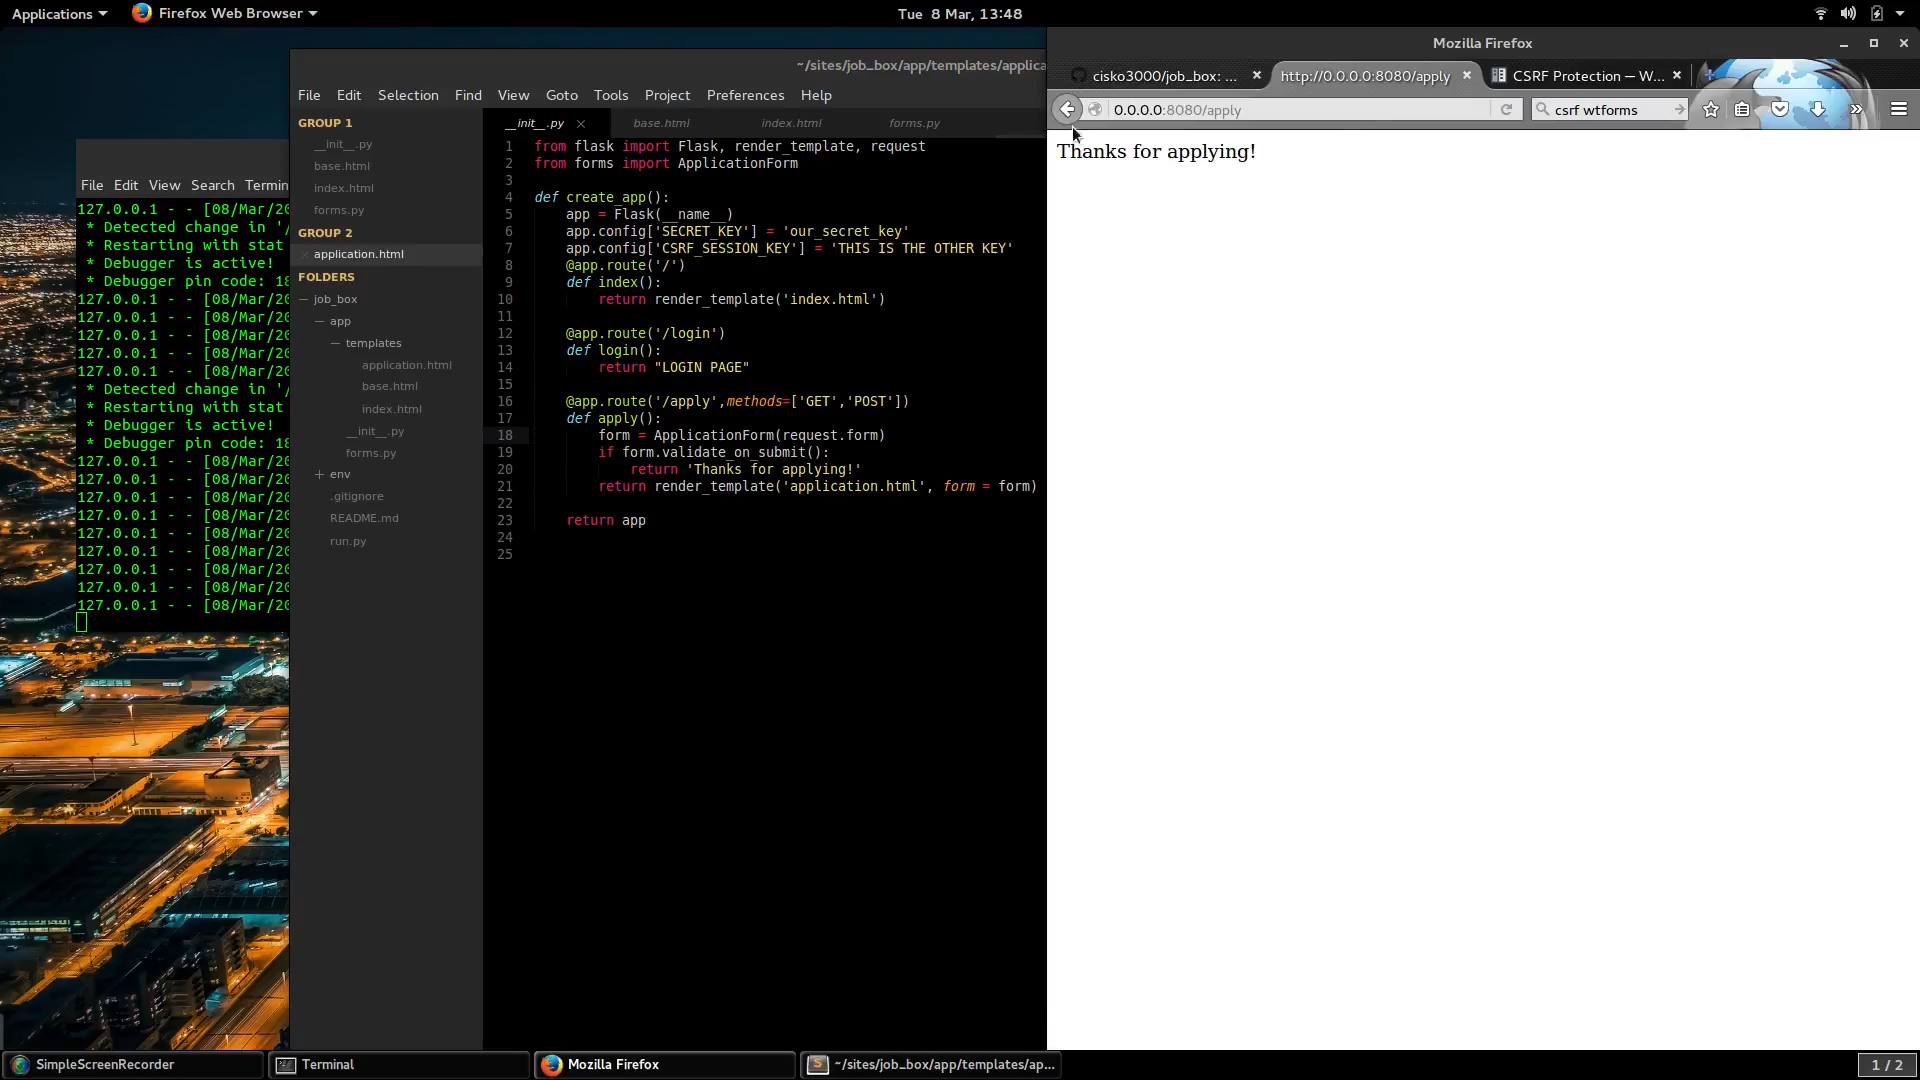 Applications
Firefox Web Browser
Tue 8 Mar, 13:48
Mozilla Firefox
cisko3000/job_box: ...
http://0.0.0.0:8080/apply
CSRF Protection — W...
0.0.0.0:8080/apply
csrf wtforms
Thanks for applying!
~/sites/job_box/app/templates/applica
File Edit Selection Find View Goto Tools Project Preferences Help
GROUP 1
__init__.py
base.html
index.html
forms.py
GROUP 2
application.html
FOLDERS
job_box
app
templates
application.html
base.html
index.html
__init__.py
forms.py
env
.gitignore
README.md
run.py
__init__.py base.html index.html forms.py
1 from flask import Flask, render_template, request
2 from forms import ApplicationForm
3
4 def create_app():
5 app = Flask(__name__)
6 app.config['SECRET_KEY'] = 'our_secret_key'
7 app.config['CSRF_SESSION_KEY'] = 'THIS IS THE OTHER KEY'
8 @app.route('/')
9 def index():
10 return render_template('index.html')
11
12 @app.route('/login')
13 def login():
14 return "LOGIN PAGE"
15
16 @app.route('/apply',methods=['GET','POST'])
17 def apply():
18 form = ApplicationForm(request.form)
19 if form.validate_on_submit():
20 return 'Thanks for applying!'
21 return render_template('application.html', form = form)
22
23 return app
24
25
File Edit View Search Termin
127.0.0.1 - - [08/Mar/20
* Detected change in '/
* Restarting with stat
* Debugger is active!
* Debugger pin code: 18
127.0.0.1 - - [08/Mar/20
127.0.0.1 - - [08/Mar/20
127.0.0.1 - - [08/Mar/20
127.0.0.1 - - [08/Mar/20
127.0.0.1 - - [08/Mar/20
* Detected change in '/
* Restarting with stat
* Debugger is active!
* Debugger pin code: 18
127.0.0.1 - - [08/Mar/20
127.0.0.1 - - [08/Mar/20
127.0.0.1 - - [08/Mar/20
127.0.0.1 - - [08/Mar/20
127.0.0.1 - - [08/Mar/20
127.0.0.1 - - [08/Mar/20
127.0.0.1 - - [08/Mar/20
127.0.0.1 - - [08/Mar/20
127.0.0.1 - - [08/Mar/20
SimpleScreenRecorder
Terminal
Mozilla Firefox
~/sites/job_box/app/templates/ap...
1 / 2